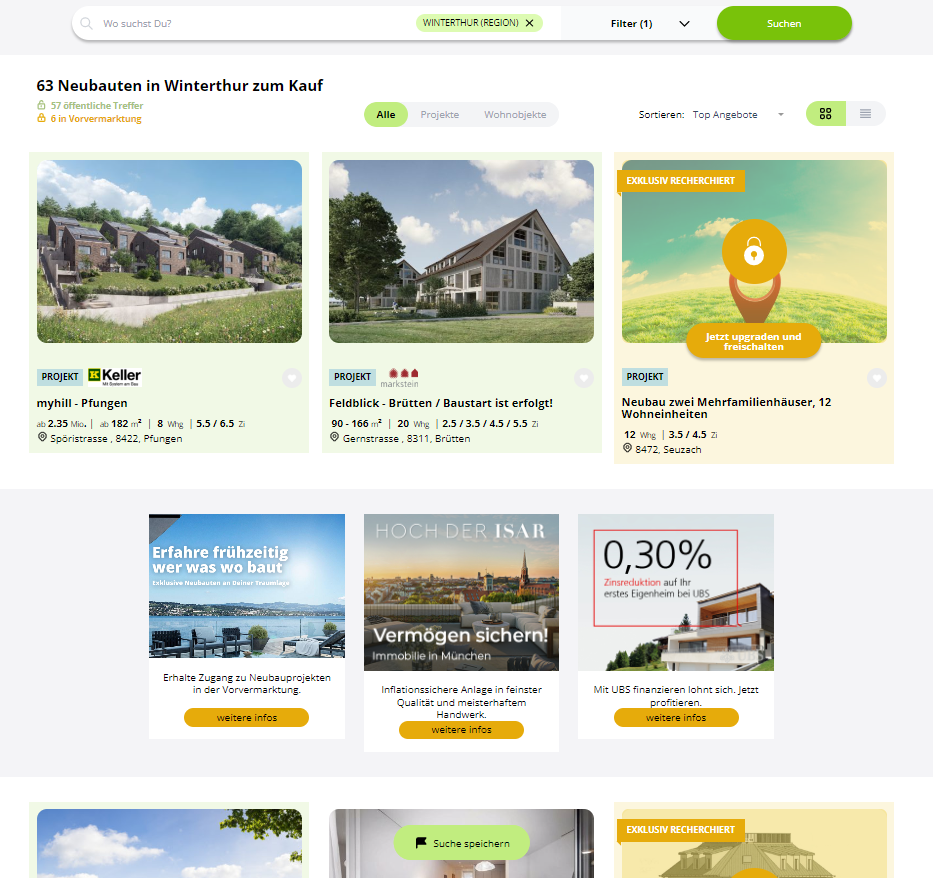 Wo suchst Du?
WINTERTHUR (REGION) ✕
Filter (1)
Suchen
63 Neubauten in Winterthur zum Kauf
57 öffentliche Treffer
6 in Vorvermarktung
Alle Projekte Wohnobjekte
Sortieren: Top Angebote
PROJEKT
Keller
myhill - Pfungen
ab 2.35 Mio. | ab 182 m² | 8 Whg | 5.5 / 6.5 Zi
Spöristrasse , 8422, Pfungen
PROJEKT
markstein
Feldblick - Brütten / Baustart ist erfolgt!
90 - 166 m² | 20 Whg | 2.5 / 3.5 / 4.5 / 5.5 Zi
Gernstrasse , 8311, Brütten
EXKLUSIV RECHERCHIERT
Jetzt upgraden und
freischalten
PROJEKT
Neubau zwei Mehrfamilienhäuser, 12
Wohneinheiten
12 Whg | 3.5 / 4.5 Zi
8472, Seuzach
Erfahre frühzeitig
wer was wo baut
Exklusive Neubauten an Deiner Traumlage
Erhalte Zugang zu Neubauprojekten
in der Vorvermarktung.
weitere infos
HOCH DER ISAR
Vermögen sichern!
Immobilie in München
Inflationssichere Anlage in feinster
Qualität und meisterhaftem
Handwerk.
weitere infos
0,30%
Zinsreduktion auf Ihr
erstes Eigenheim bei UBS
Mit UBS finanzieren lohnt sich. Jetzt
profitieren.
weitere infos
Suche speichern
EXKLUSIV RECHERCHIERT